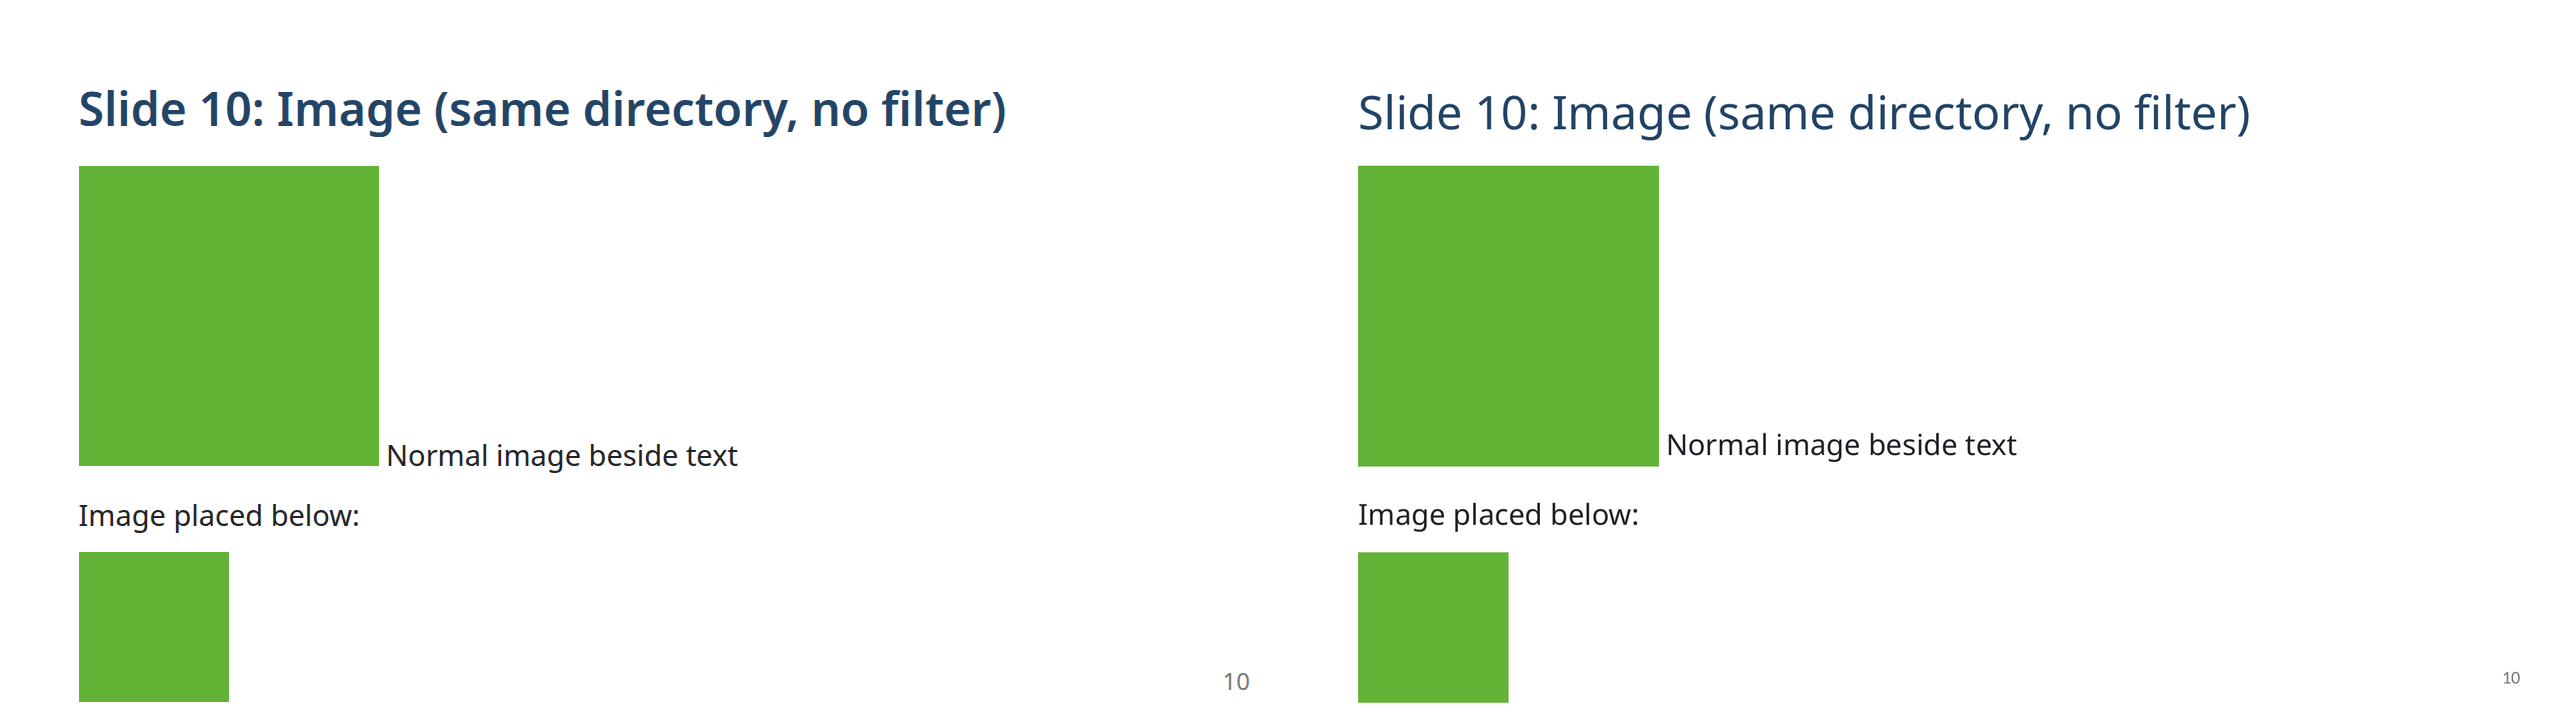 Slide 10: Image (same directory, no filter)
Normal image beside text
Image placed below:
10
Slide 10: Image (same directory, no filter)
Normal image beside text
Image placed below:
10